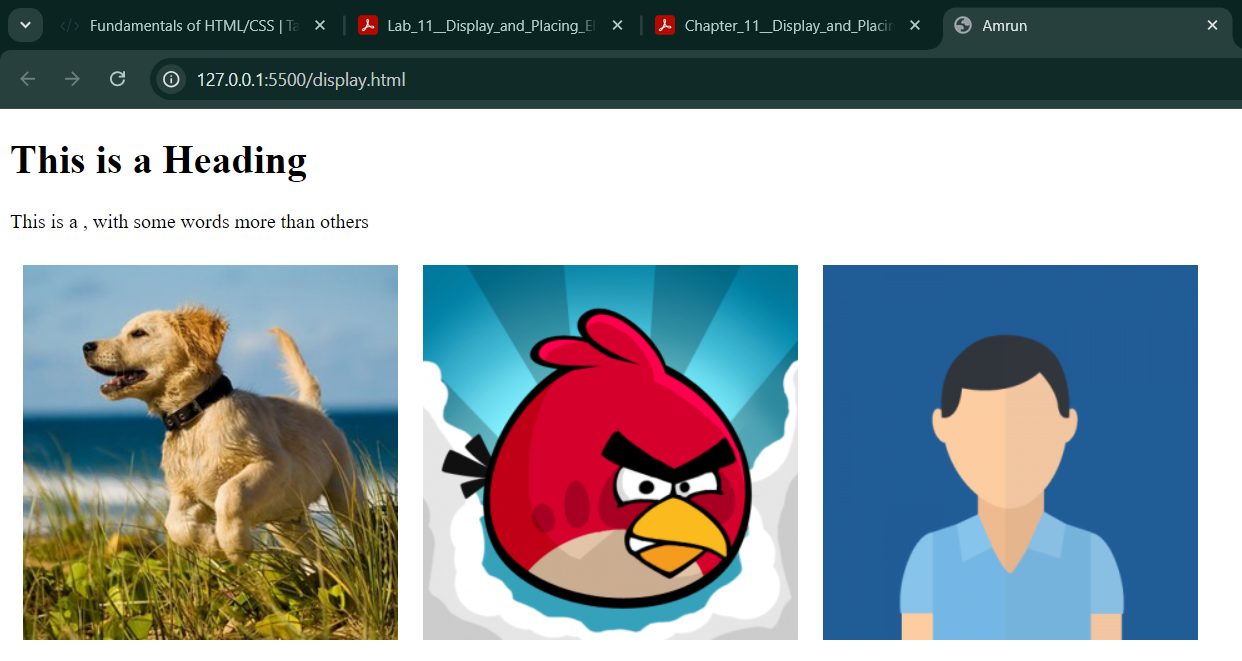 Fundamentals of HTML/CSS | Ta
Lab_11__Display_and_Placing_El
Chapter_11__Display_and_Placin
Amrun
127.0.0.1:5500/display.html
This is a Heading
This is a , with some words more than others